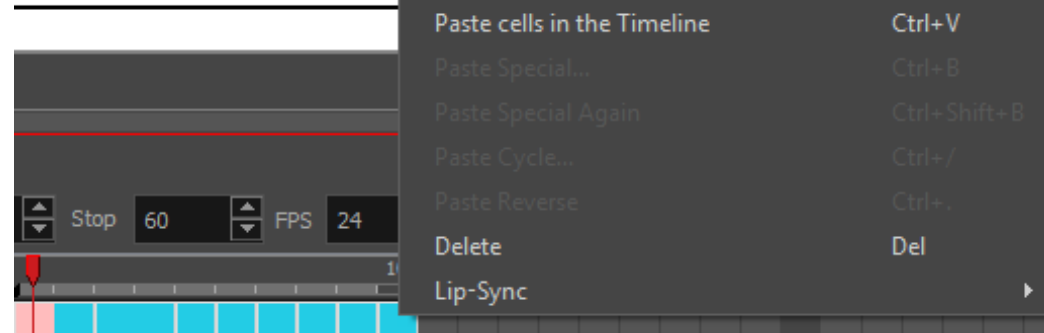 Paste cells in the Timeline Ctrl+V
Paste Special... Ctrl+B
Paste Special Again Ctrl+Shift+B
Paste Cycle... Ctrl+/
Paste Reverse Ctrl+.
Stop 60 FPS 24
Delete Del
Lip-Sync